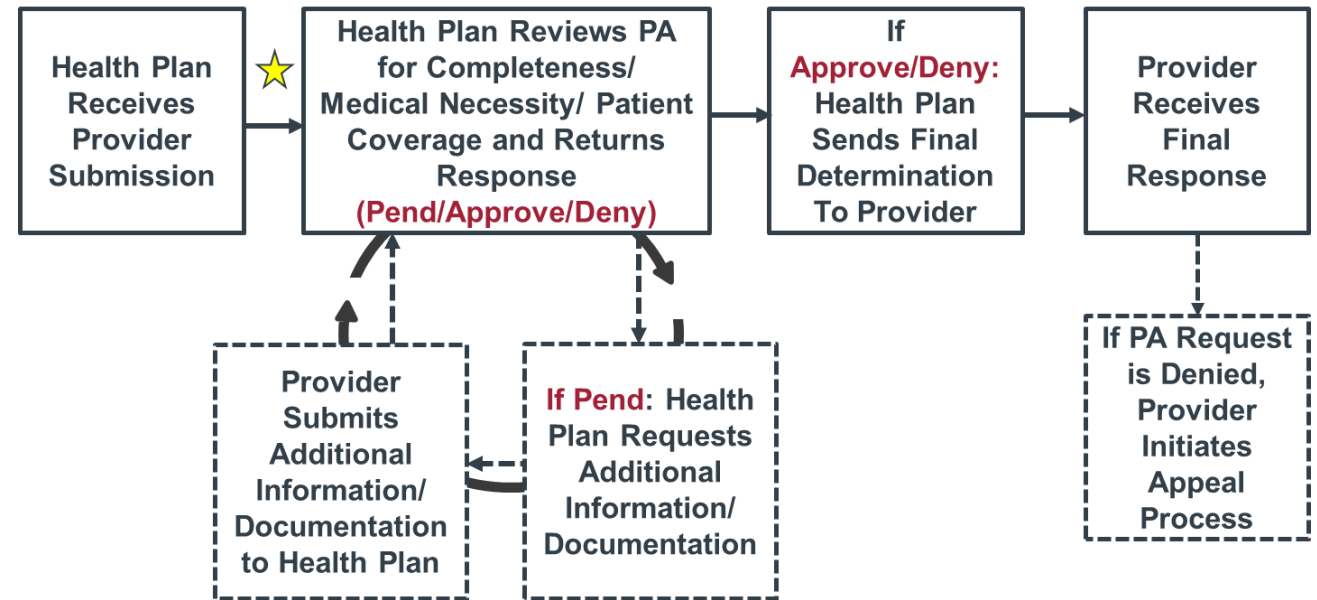 Health Plan
Receives
Provider
Submission
Health Plan Reviews PA
for Completeness/
Medical Necessity/ Patient
Coverage and Returns
Response
(Pend/Approve/Deny)
If
Approve/Deny:
Health Plan
Sends Final
Determination
To Provider
Provider
Receives
Final
Response
Provider
Submits
Additional
Information/
Documentation
to Health Plan
If Pend: Health
Plan Requests
Additional
Information/
Documentation
If PA Request
is Denied,
Provider
Initiates
Appeal
Process